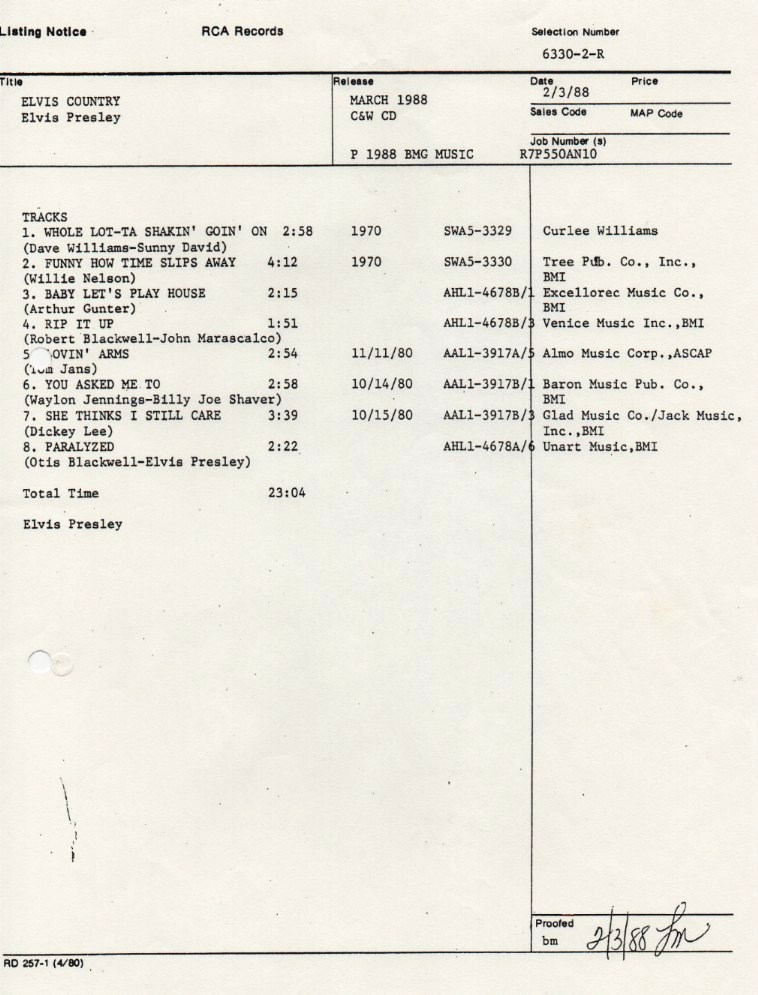 Listing Notice RCA Records Selection Number
6330-2-R
Title Release Date Price
ELVIS COUNTRY MARCH 1988 2/3/88
Elvis Presley C&W CD Sales Code MAP Code
Job Number (s)
P 1988 BMG MUSIC R7P550AN10
TRACKS
1. WHOLE LOT-TA SHAKIN' GOIN' ON 2:58 1970 SWA5-3329 Curlee Williams
(Dave Williams-Sunny David)
2. FUNNY HOW TIME SLIPS AWAY 4:12 1970 SWA5-3330 Tree Pub. Co., Inc.,
(Willie Nelson) BMI
3. BABY LET'S PLAY HOUSE 2:15 AHL1-4678B/1 Excellorec Music Co.,
(Arthur Gunter) BMI
4. RIP IT UP 1:51 AHL1-4678B/3 Venice Music Inc.,BMI
(Robert Blackwell-John Marascalco)
5 OVIN' ARMS 2:54 11/11/80 AAL1-3917A/5 Almo Music Corp.,ASCAP
(Tom Jans)
6. YOU ASKED ME TO 2:58 10/14/80 AAL1-3917B/1 Baron Music Pub. Co.,
(Waylon Jennings-Billy Joe Shaver) BMI
7. SHE THINKS I STILL CARE 3:39 10/15/80 AAL1-3917B/3 Glad Music Co./Jack Music,
(Dickey Lee) Inc.,BMI
8. PARALYZED 2:22 AHL1-4678A/6 Unart Music,BMI
(Otis Blackwell-Elvis Presley)
Total Time 23:04
Elvis Presley
Proofed
bm 2/3/88
RD 257-1 (4/80)